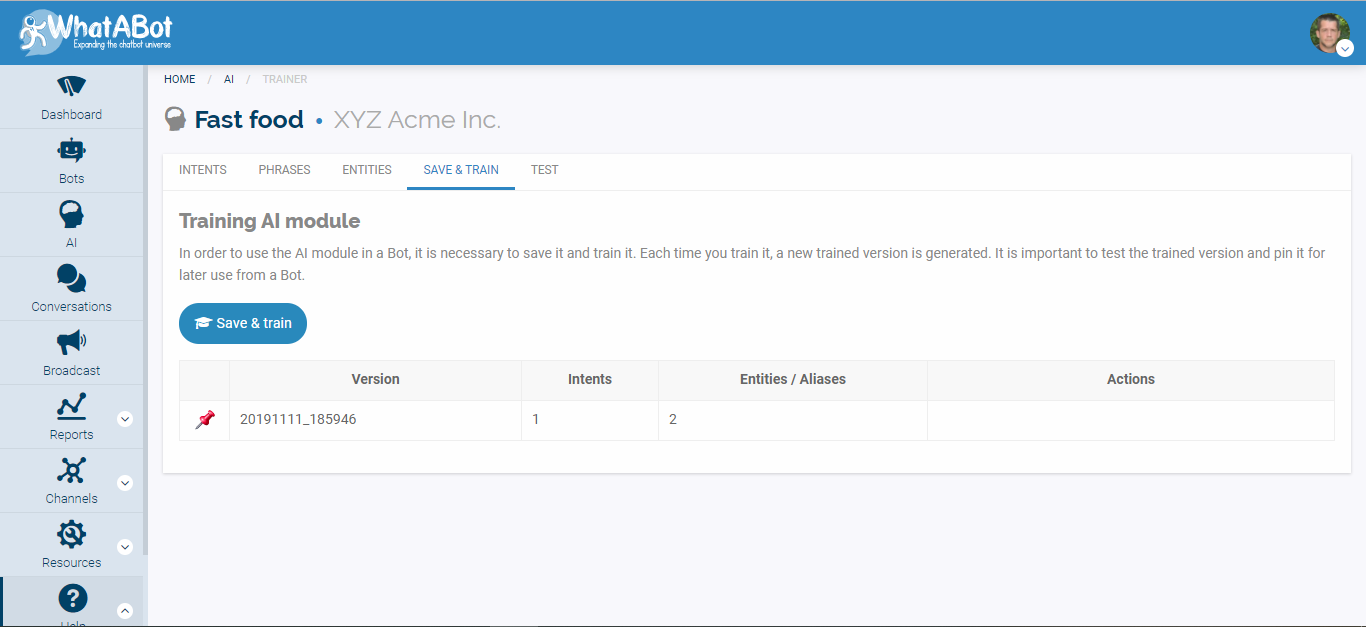 WhatABot
Expanding the chatbot universe
Dashboard
Bots
AI
Conversations
Broadcast
Reports
Channels
Resources
Help
HOME / AI / TRAINER
Fast food • XYZ Acme Inc.
INTENTS PHRASES ENTITIES SAVE & TRAIN TEST
Training AI module
In order to use the AI module in a Bot, it is necessary to save it and train it. Each time you train it, a new trained version is generated. It is important to test the trained version and pin it for
later use from a Bot.
Save & train
Version Intents Entities / Aliases Actions
20191111_185946 1 2